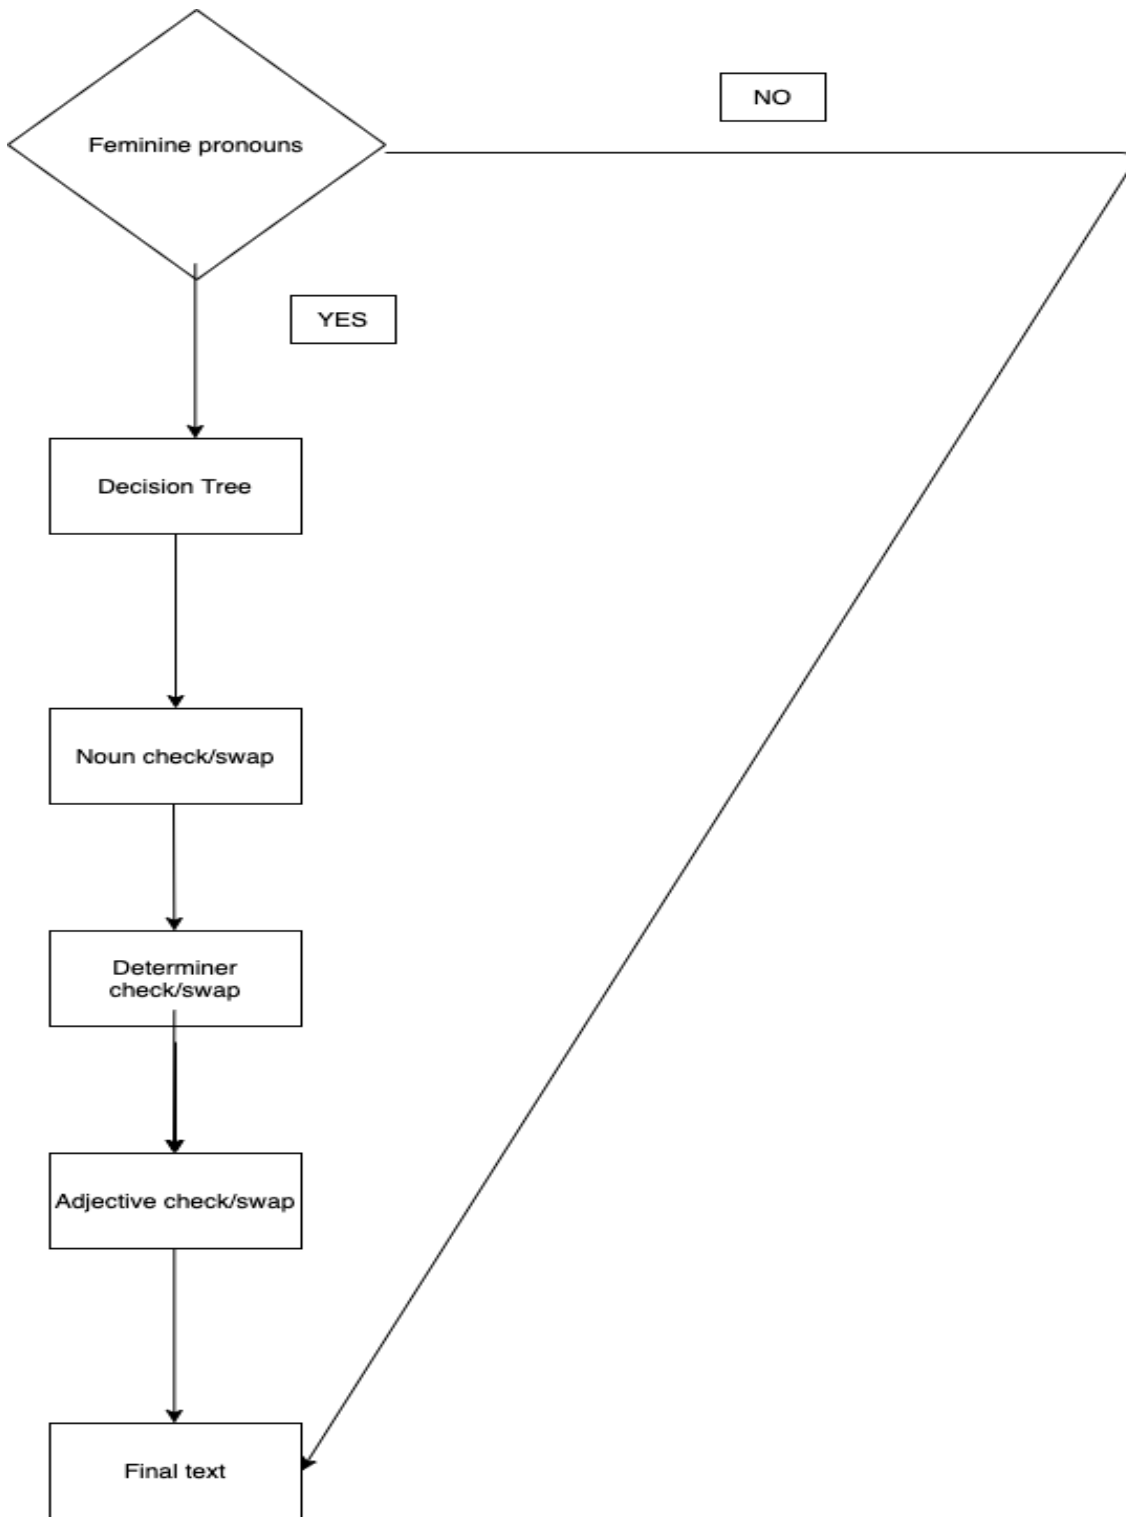 NO
Feminine pronouns
YES
Decision Tree
Noun check/swap
Determiner
check/swap
Adjective check/swap
Final text